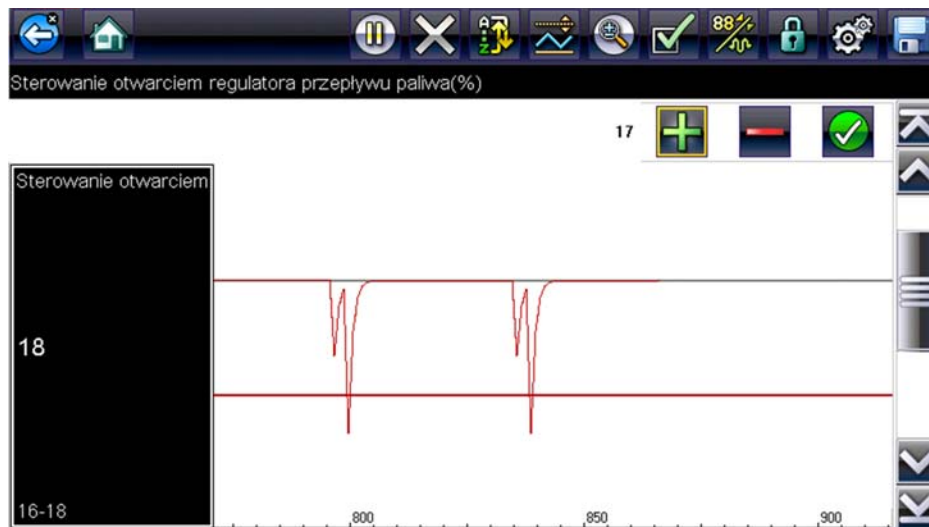 A
Z
88
Sterowanie otwarciem regulatora przepływu paliwa(%)
17
Sterowanie otwarciem
18
16-18
800
850
900